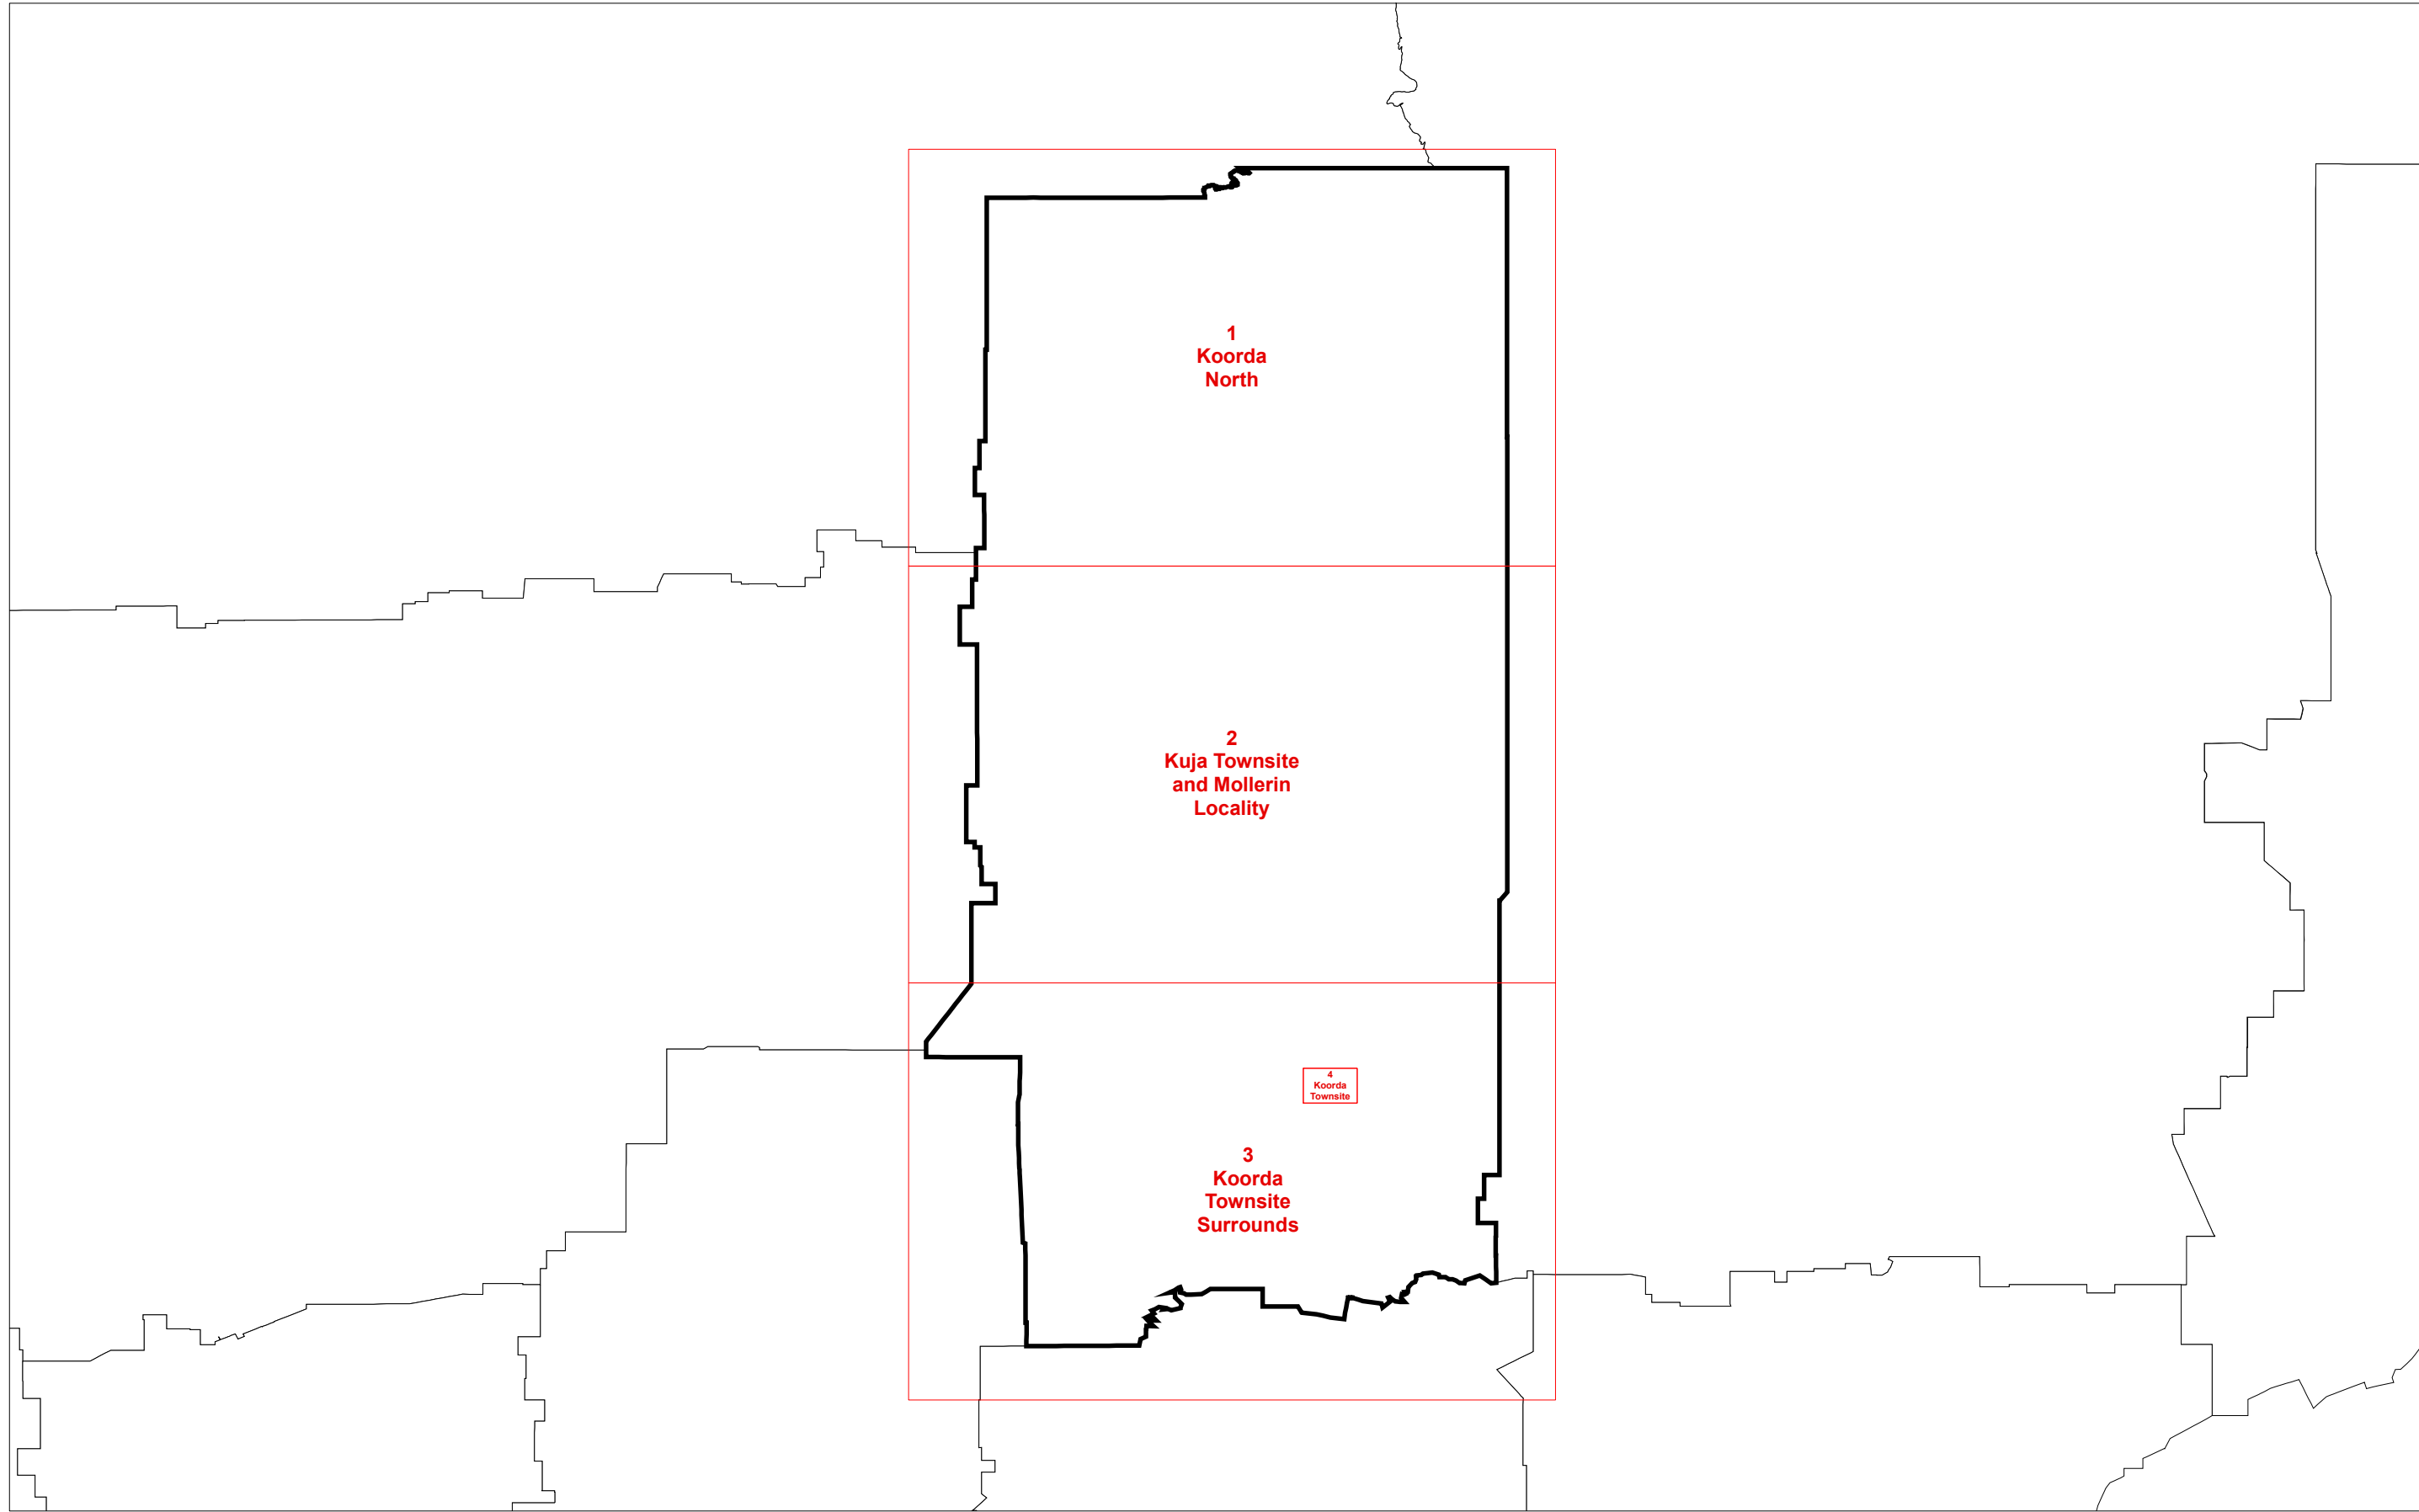 1
Koorda
North
2
Kuja Townsite
and Mollerin
Locality
4
Koorda
Townsite
3
Koorda
Townsite
Surrounds